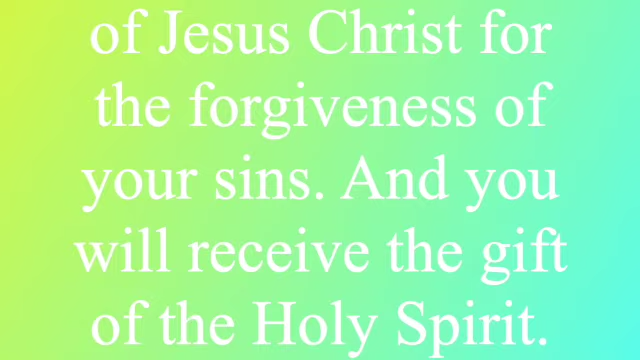 of Jesus Christ for
the forgiveness of
your sins. And you
will receive the gift
of the Holy Spirit.